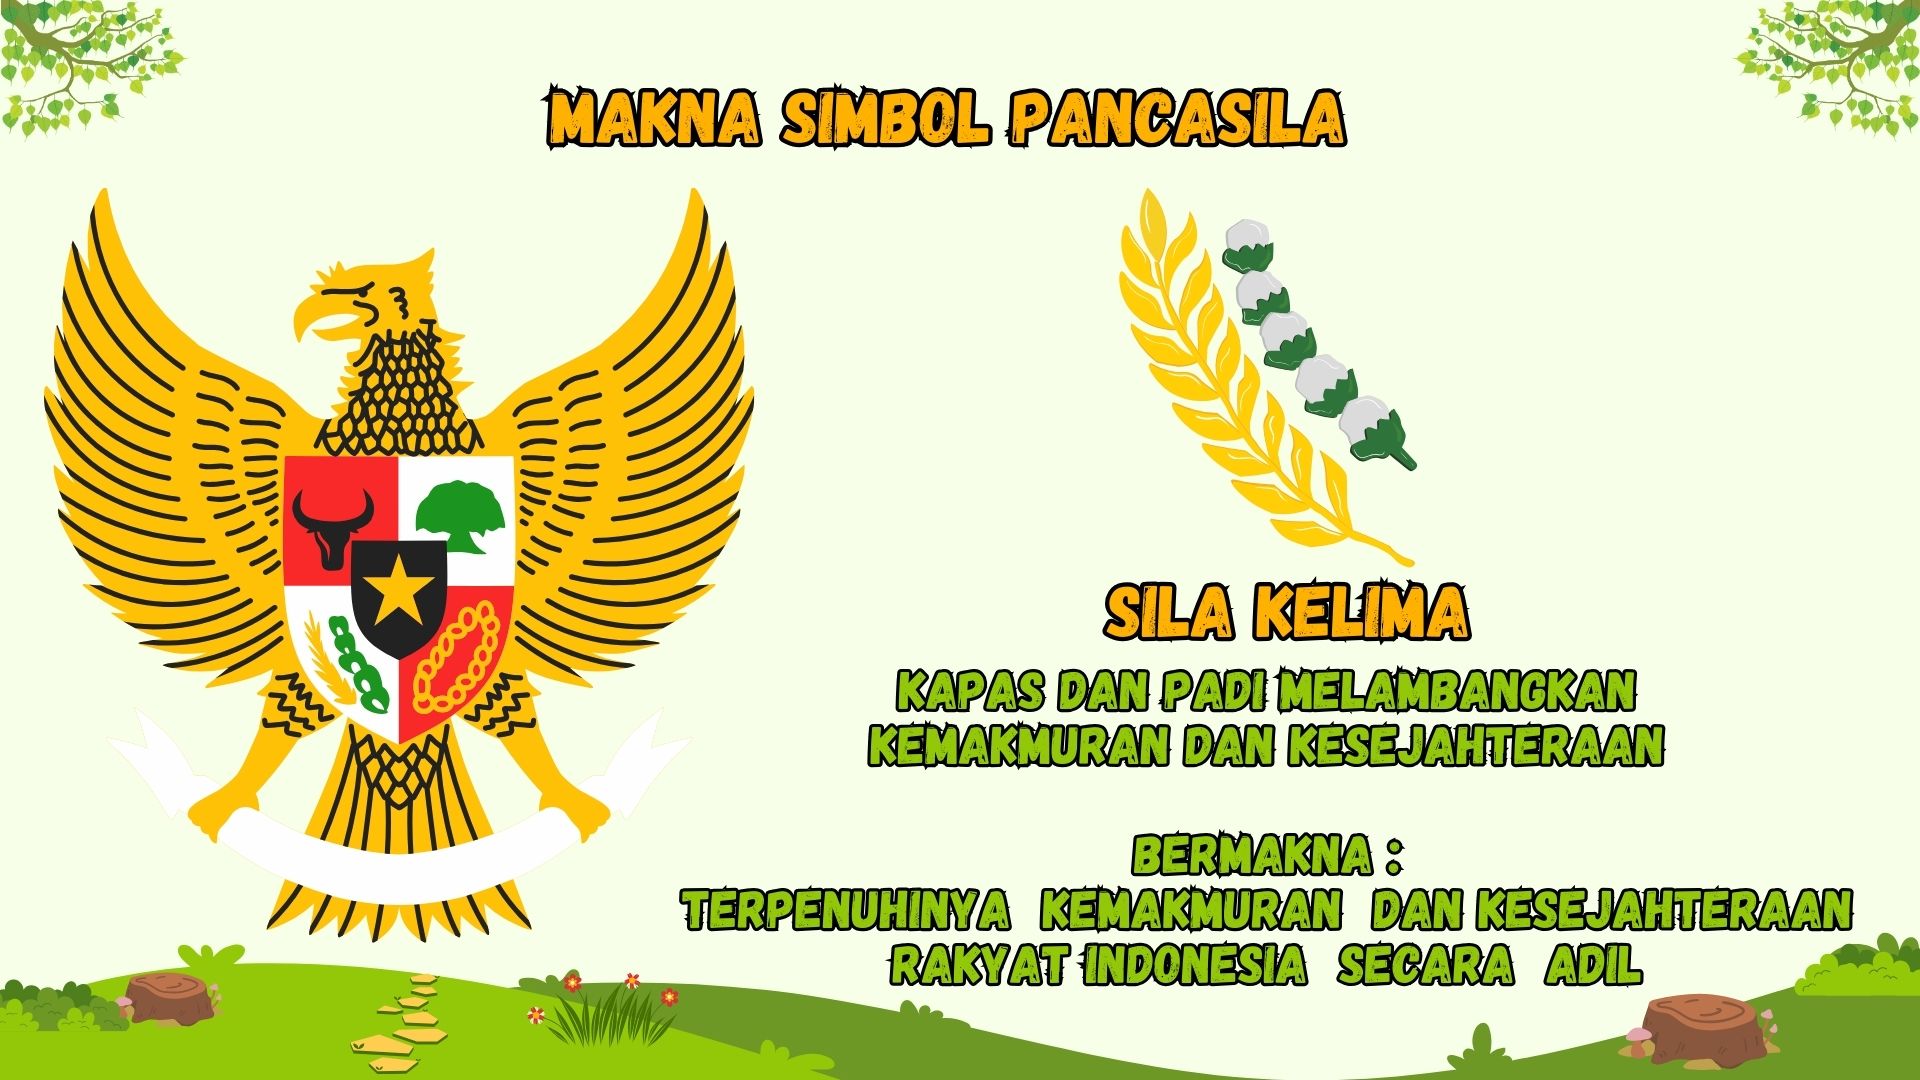 MAKNA SIMBOL PANCASILA
SILA KELIMA
KAPAS DAN PADI MELAMBANGKAN
KEMAKMURAN DAN KESEJAHTERAAN
BERMAKNA :
TERPENUHINYA KEMAKMURAN DAN KESEJAHTERAAN
RAKYAT INDONESIA SECARA ADIL